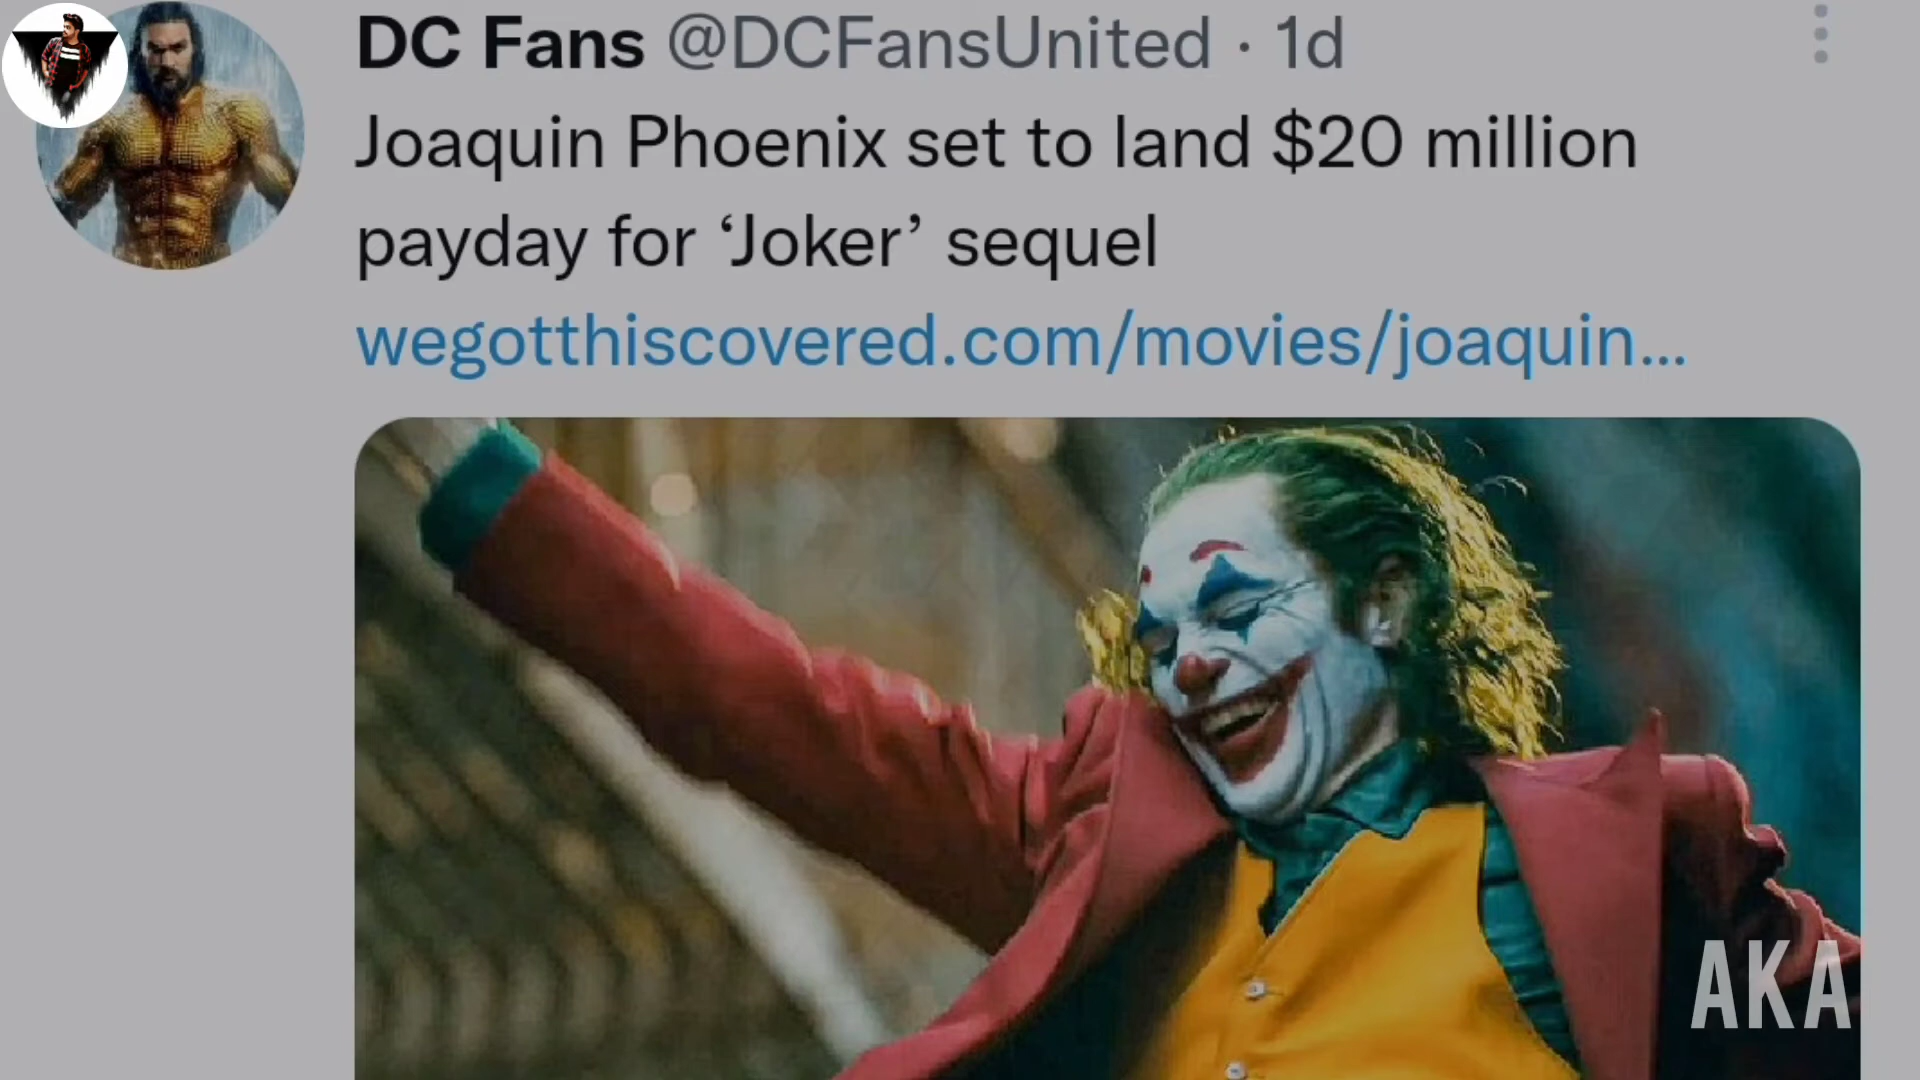 DC Fans @DCFansUnited · 1d
Joaquin Phoenix set to land $20 million
payday for ‘Joker’ sequel
wegotthiscovered.com/movies/joaquin...
AKA